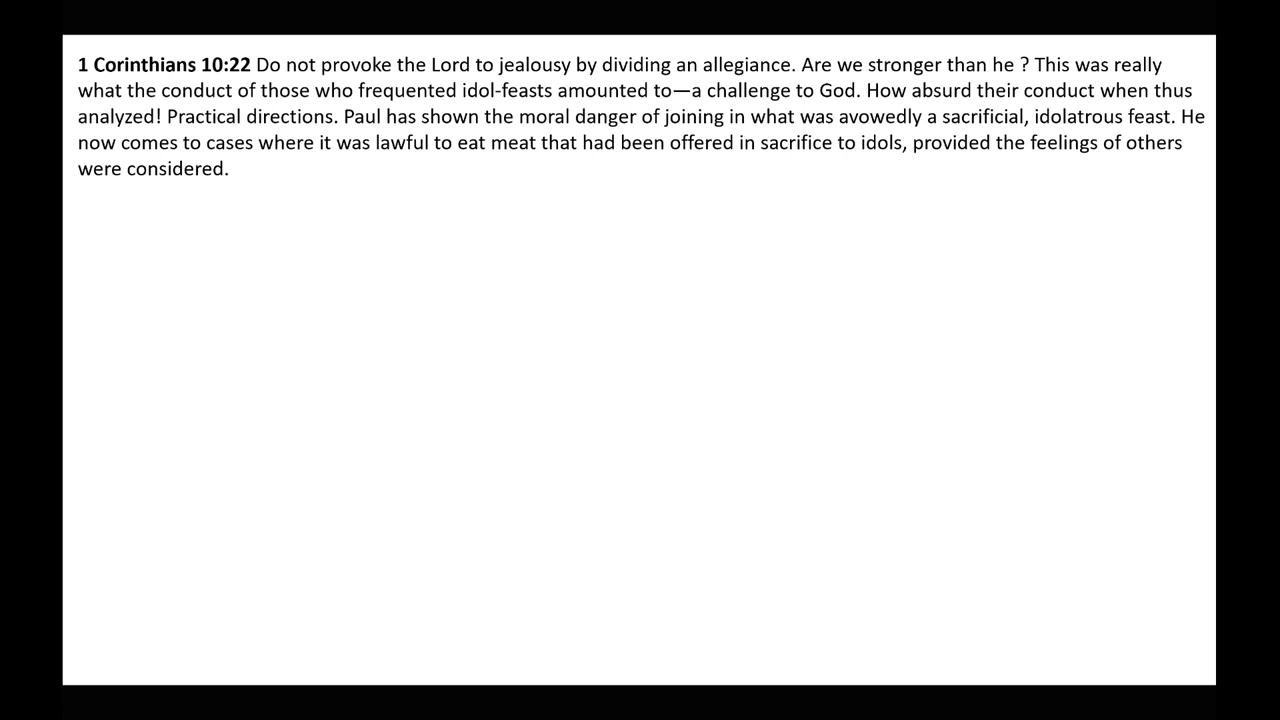 1 Corinthians 10:22 Do not provoke the Lord to jealousy by dividing an allegiance. Are we stronger than he ? This was really
what the conduct of those who frequented idol-feasts amounted to—a challenge to God. How absurd their conduct when thus
analyzed! Practical directions. Paul has shown the moral danger of joining in what was avowedly a sacrificial, idolatrous feast. He
now comes to cases where it was lawful to eat meat that had been offered in sacrifice to idols, provided the feelings of others
were considered.